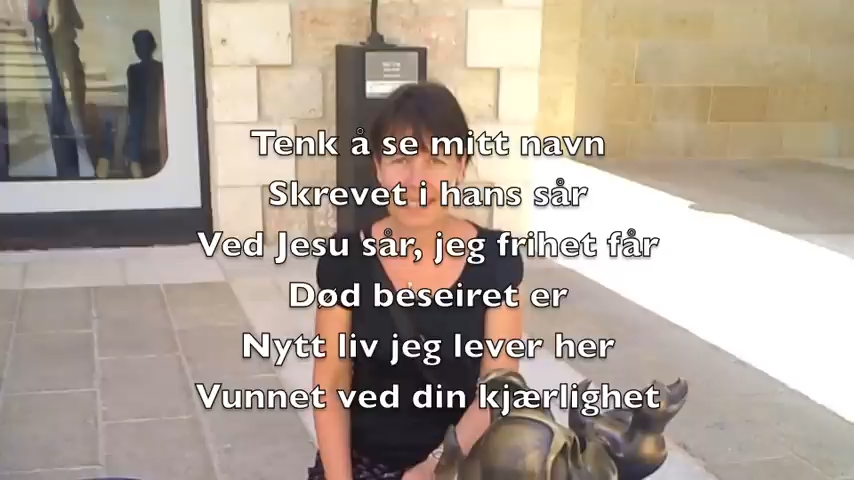 Tenk å se mitt navn
Skrevet i hans sår
Ved Jesu sår, jeg frihet får
Død beseiret er
Nytt liv jeg lever her
Vunnet ved din kjærlighet